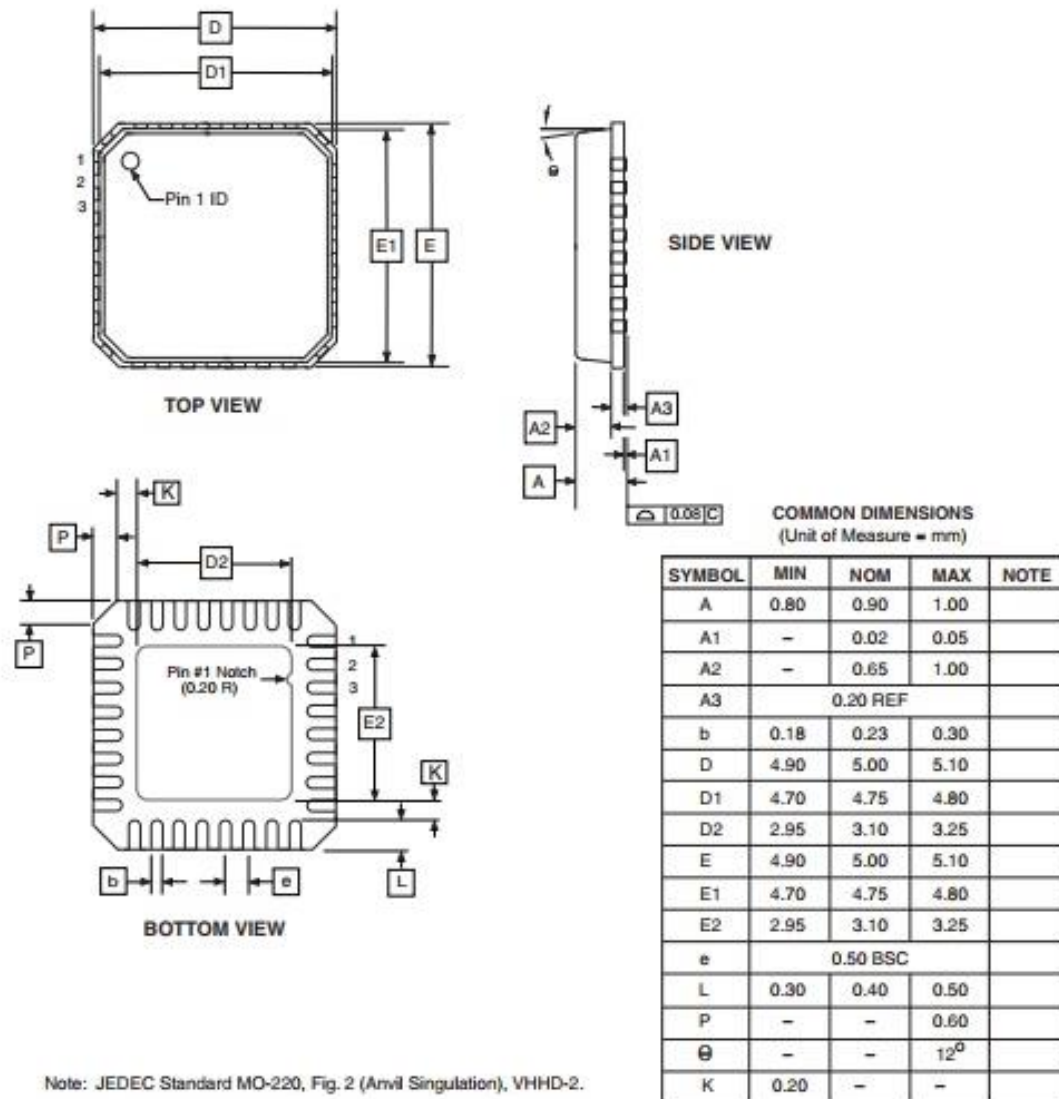 D
D1
1
2
3
Pin 1 ID
E1
E
TOP VIEW
Θ
SIDE VIEW
A3
A2
A1
A
0.08 C
K
P
D2
P
Pin #1 Notch
(0.20 R)
1
2
3
E2
K
b
e
L
BOTTOM VIEW
COMMON DIMENSIONS
(Unit of Measure = mm)
SYMBOL MIN NOM MAX NOTE
A 0.80 0.90 1.00
A1 – 0.02 0.05
A2 – 0.65 1.00
A3 0.20 REF
b 0.18 0.23 0.30
D 4.90 5.00 5.10
D1 4.70 4.75 4.80
D2 2.95 3.10 3.25
E 4.90 5.00 5.10
E1 4.70 4.75 4.80
E2 2.95 3.10 3.25
e 0.50 BSC
L 0.30 0.40 0.50
P – – 0.60
Θ – – 12°
K 0.20 – –
Note: JEDEC Standard MO-220, Fig. 2 (Anvil Singulation), VHHD-2.